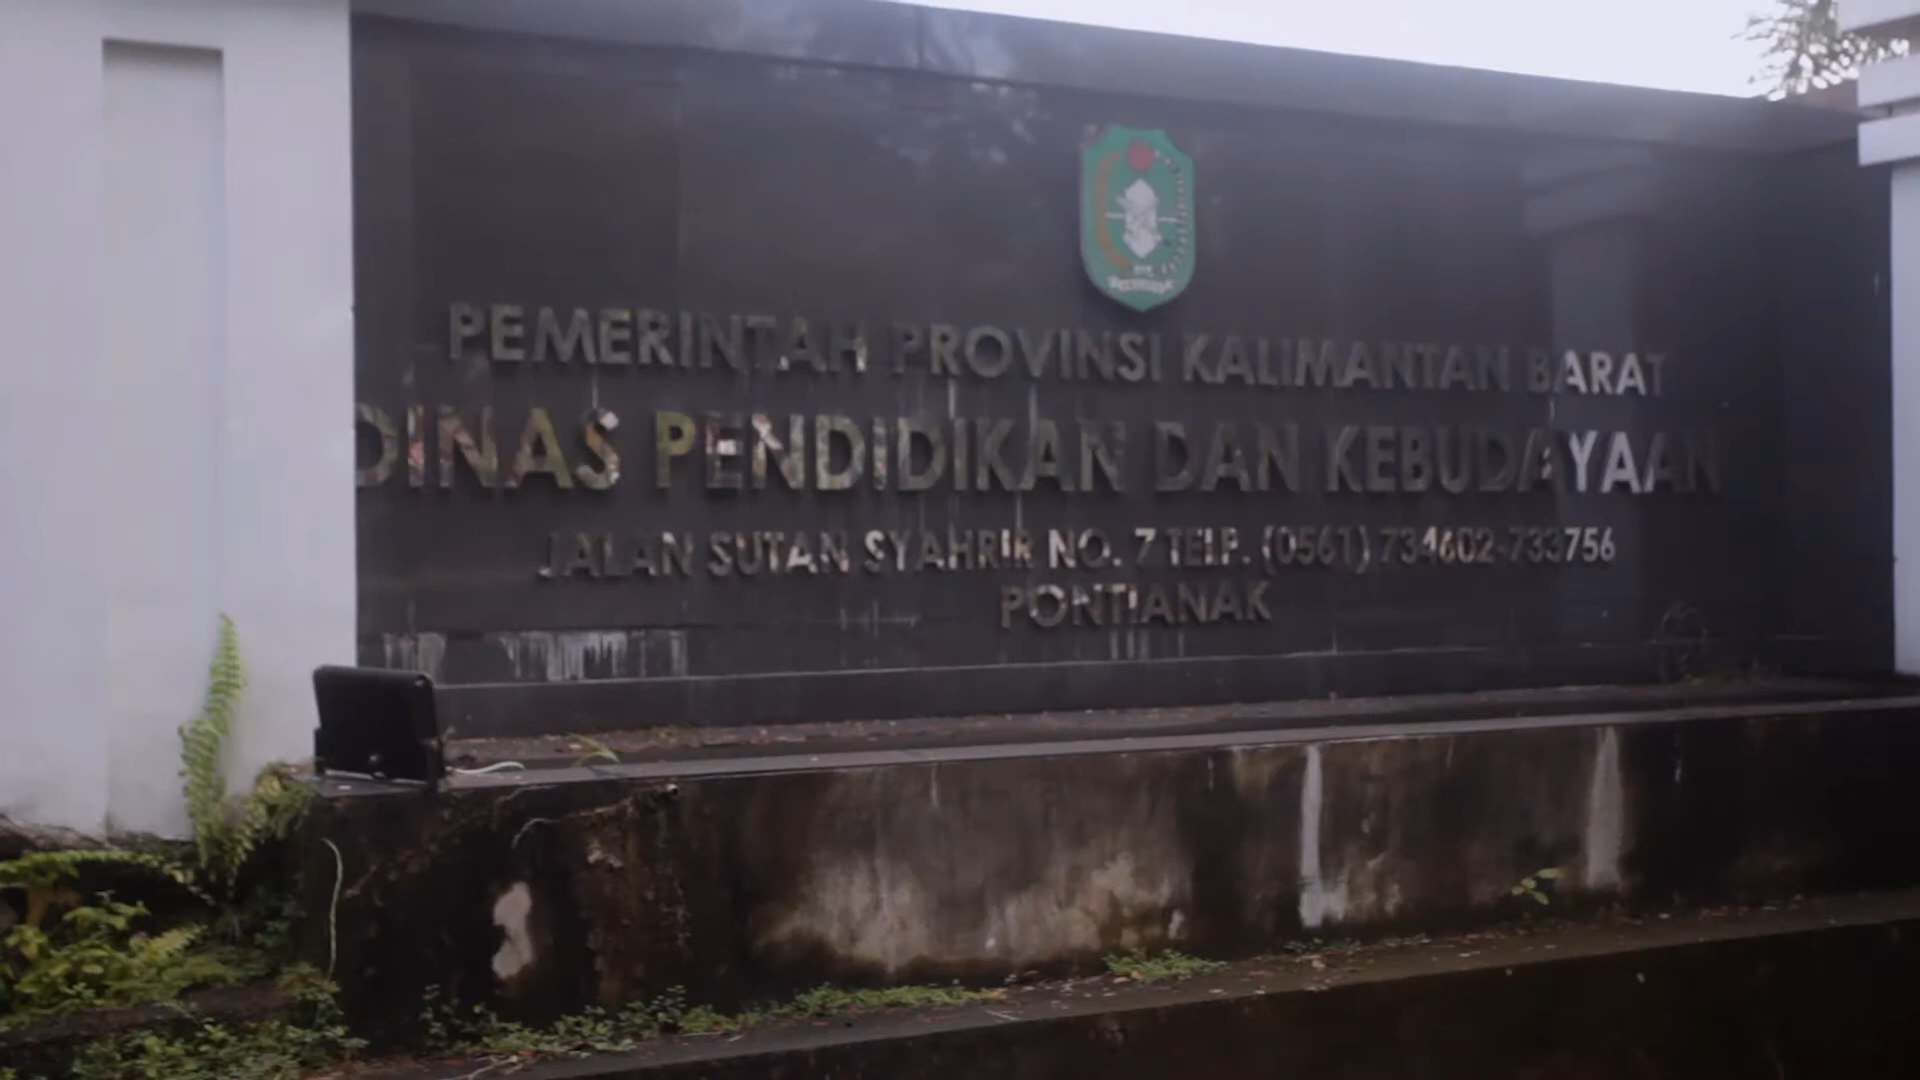 PEMERINTAH PROVINSI KALIMANTAN BARAT
DINAS PENDIDIKAN DAN KEBUDAYAAN
JALAN SUTAN SYAHRIR NO. 7 TELP. (0561) 734602-733756
PONTIANAK